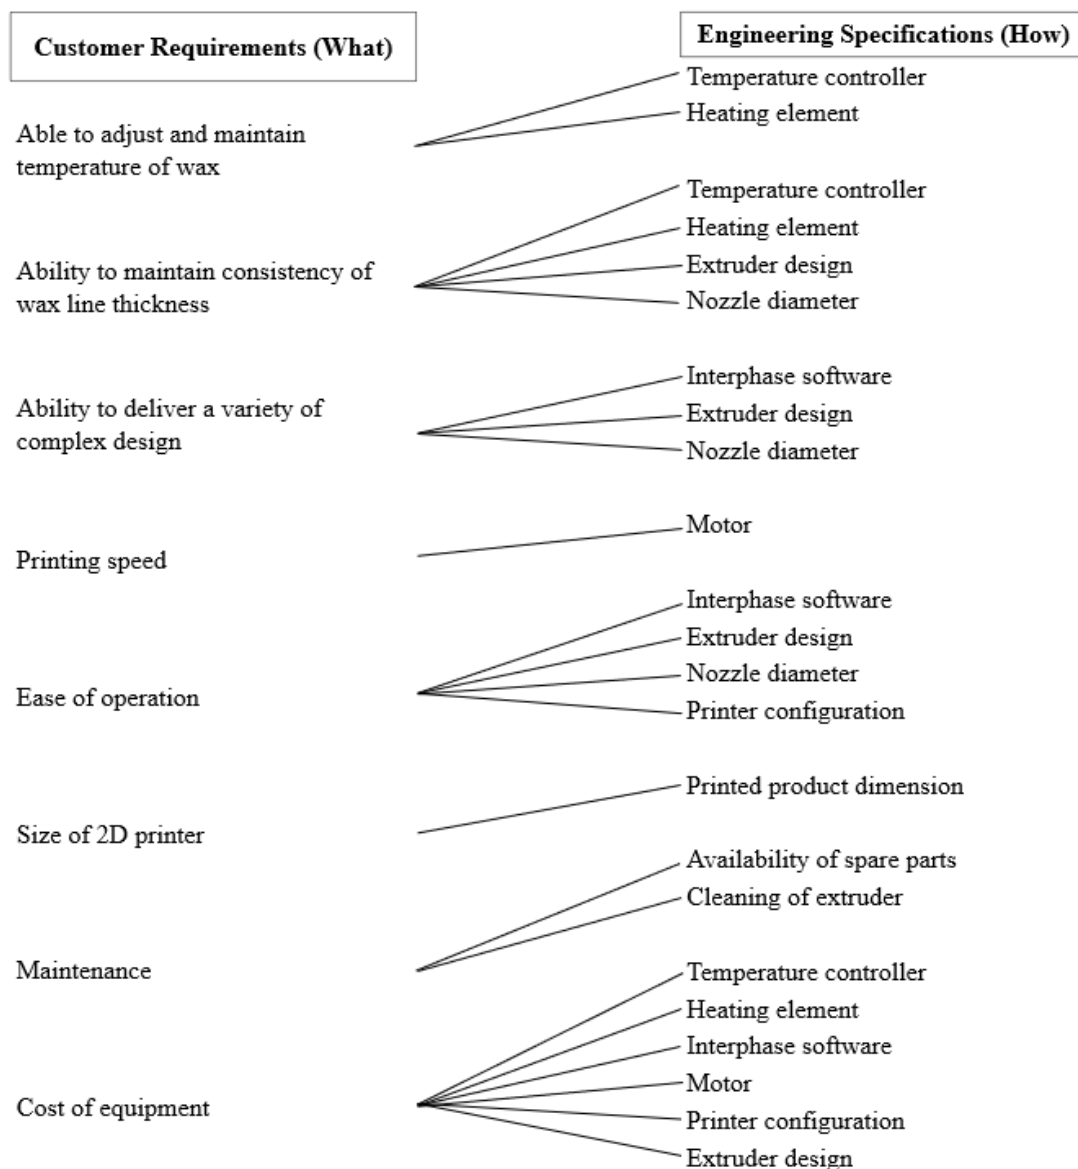 Customer Requirements (What)
Engineering Specifications (How)
Able to adjust and maintain
temperature of wax
Temperature controller
Heating element
Ability to maintain consistency of
wax line thickness
Temperature controller
Heating element
Extruder design
Nozzle diameter
Ability to deliver a variety of
complex design
Interphase software
Extruder design
Nozzle diameter
Printing speed
Motor
Ease of operation
Interphase software
Extruder design
Nozzle diameter
Printer configuration
Size of 2D printer
Printed product dimension
Maintenance
Availability of spare parts
Cleaning of extruder
Cost of equipment
Temperature controller
Heating element
Interphase software
Motor
Printer configuration
Extruder design